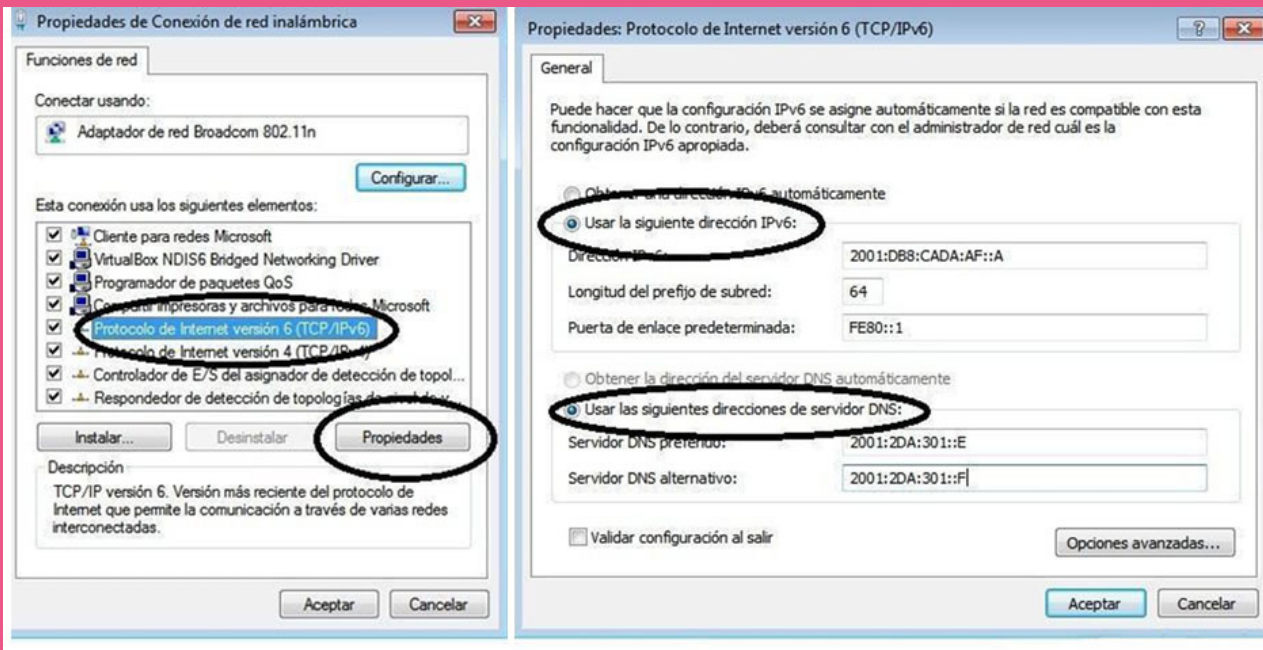 Propiedades de Conexión de red inalámbrica
Funciones de red
Conectar usando:
Adaptador de red Broadcom 802.11n
Configurar...
Esta conexión usa los siguientes elementos:
Cliente para redes Microsoft
VirtualBox NDIS6 Bridged Networking Driver
Programador de paquetes QoS
Compartir impresoras y archivos para redes Microsoft
Protocolo de Internet versión 6 (TCP/IPv6)
Protocolo de Internet versión 4 (TCP/IPv4)
Controlador de E/S del asignador de detección de topol...
Respondedor de detección de topologías de nivel de v...
Instalar...
Desinstalar
Propiedades
Descripción
TCP/IP versión 6. Versión más reciente del protocolo de
Internet que permite la comunicación a través de varias redes
interconectadas.
Aceptar
Cancelar
Propiedades: Protocolo de Internet versión 6 (TCP/IPv6)
General
Puede hacer que la configuración IPv6 se asigne automáticamente si la red es compatible con esta
funcionalidad. De lo contrario, deberá consultar con el administrador de red cuál es la
configuración IPv6 apropiada.
Obtener una dirección IPv6 automáticamente
Usar la siguiente dirección IPv6:
Dirección IPv6: 2001:DB8:CADA:AF::A
Longitud del prefijo de subred: 64
Puerta de enlace predeterminada: FE80::1
Obtener la dirección del servidor DNS automáticamente
Usar las siguientes direcciones de servidor DNS:
Servidor DNS preferido: 2001:2DA:301::E
Servidor DNS alternativo: 2001:2DA:301::F
Validar configuración al salir
Opciones avanzadas...
Aceptar
Cancelar